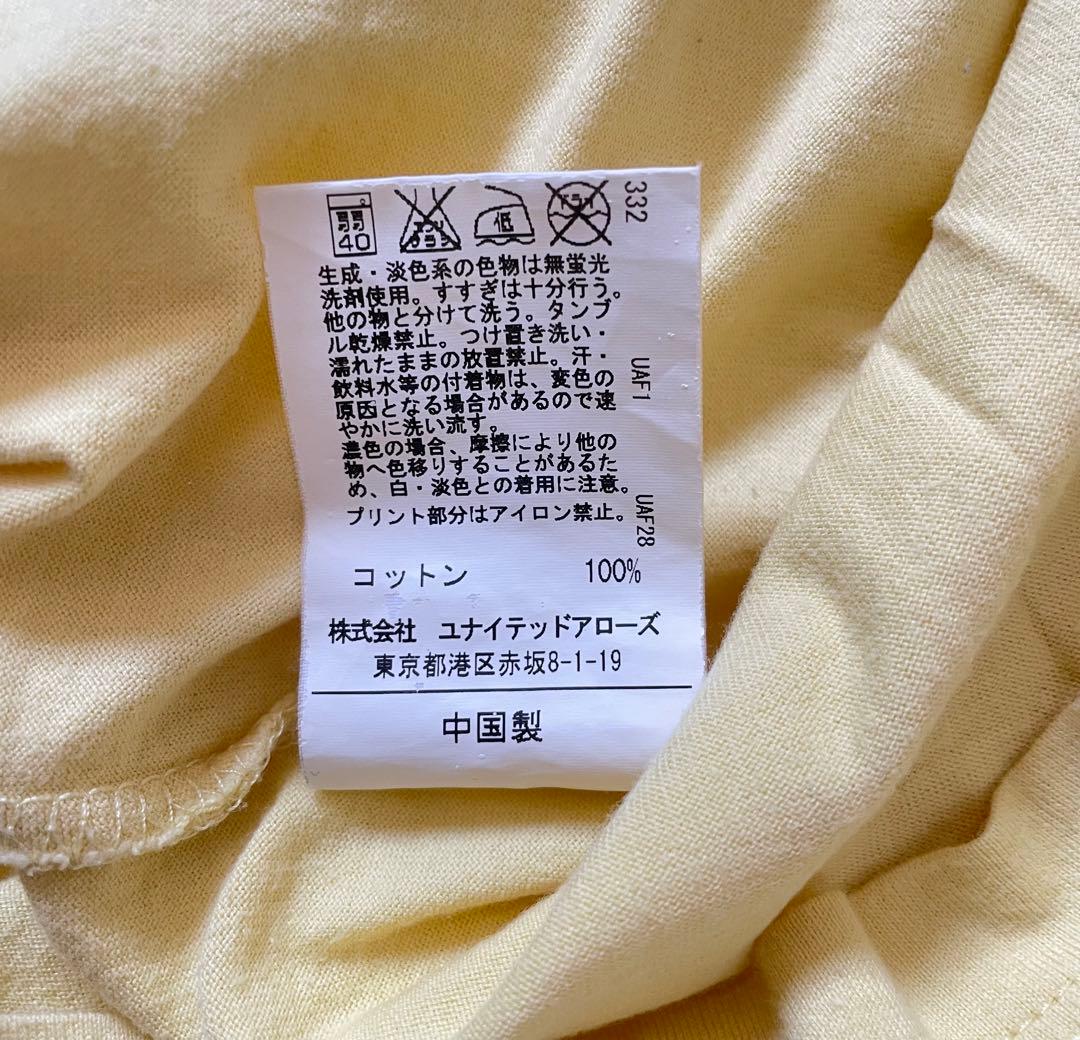 弱 40
エンソサラシ
低
ドライ
332
生成・淡色系の色物は無蛍光
洗剤使用。すすぎは十分行う。
他の物と分けて洗う。タンブ
ル乾燥禁止。つけ置き洗い・
濡れたままの放置禁止。汗・
飲料水等の付着物は、変色の
原因となる場合があるので速
やかに洗い流す。
濃色の場合、摩擦により他の
物へ色移りすることがあるた
め、白・淡色との着用に注意。
プリント部分はアイロン禁止。
UAF1
UAF28
コットン 100%
株式会社 ユナイテッドアローズ
東京都港区赤坂8-1-19
中国製